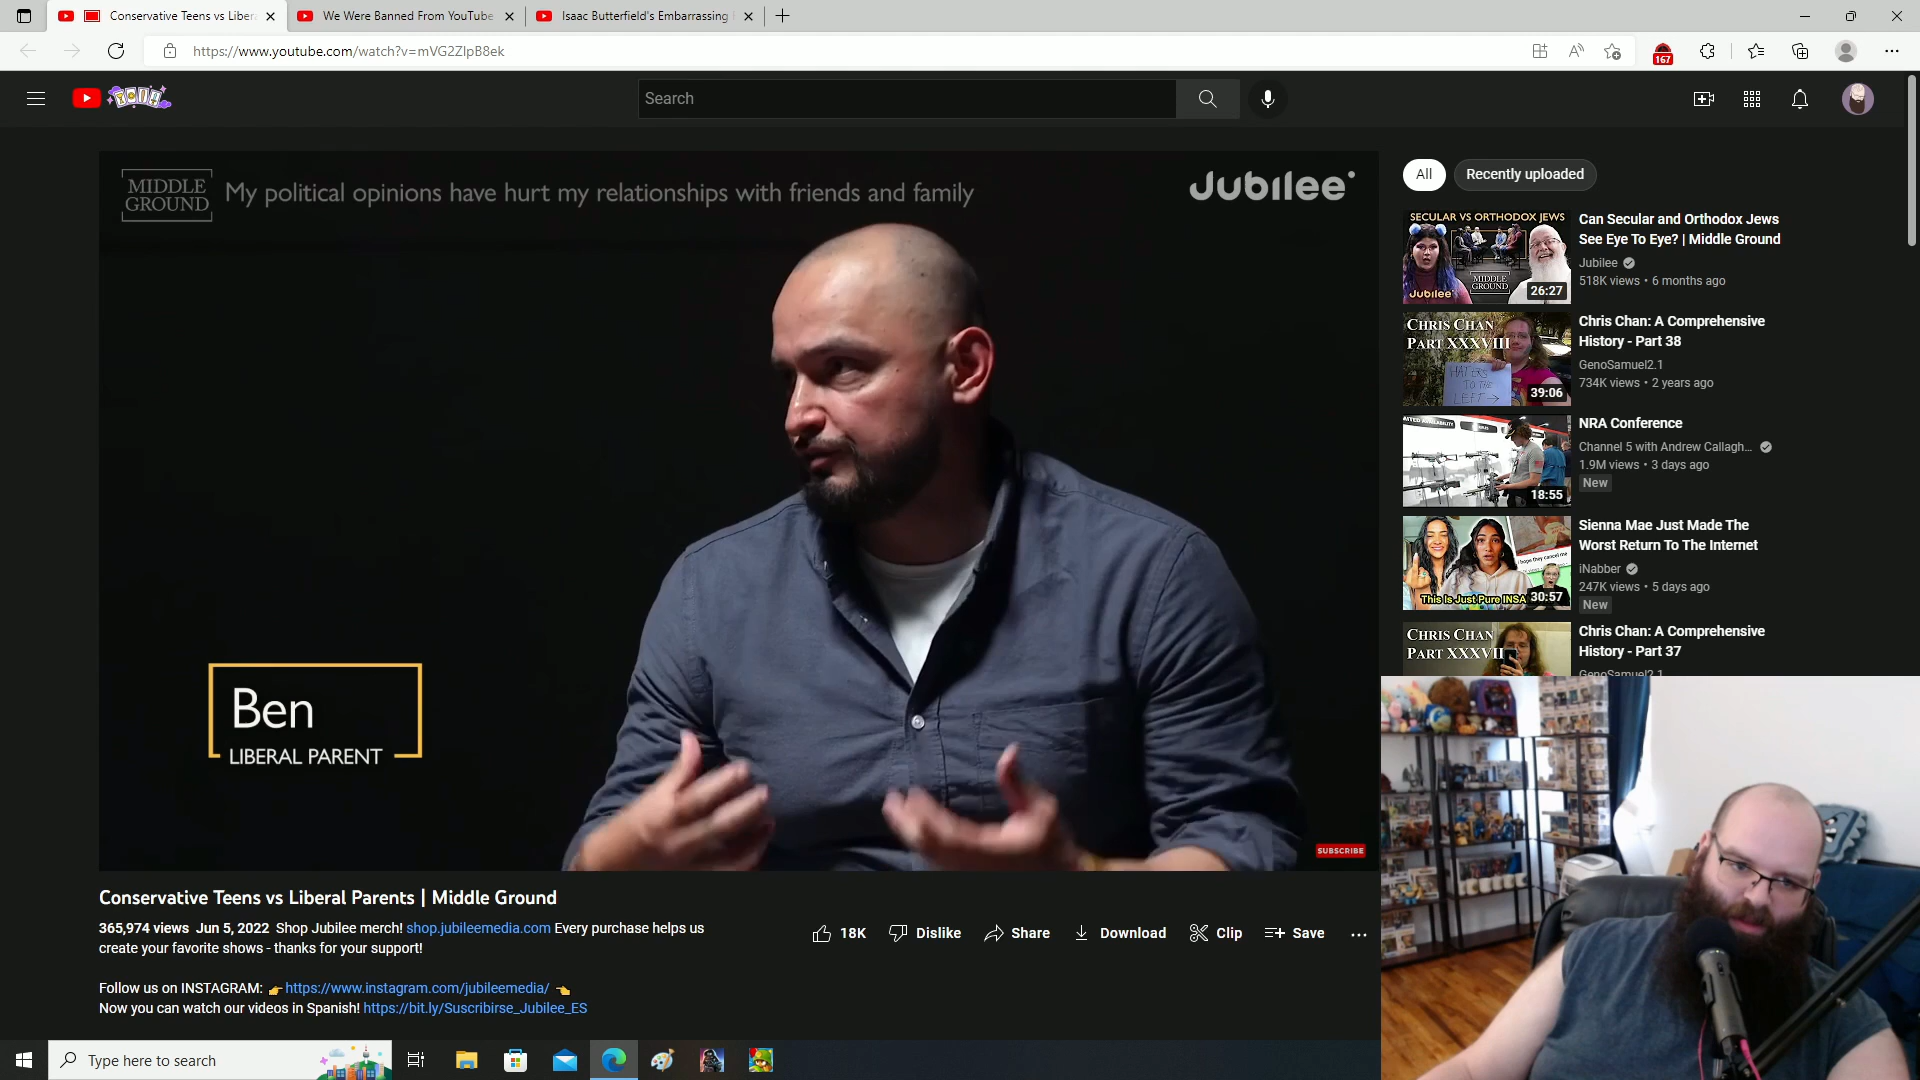 Conservative Teens vs Libera
We Were Banned From YouTube
Isaac Butterfield's Embarrassing
https://www.youtube.com/watch?v=mVG2ZlpB8ek
167
Search
MIDDLE
GROUND
My political opinions have hurt my relationships with friends and family
Jubilee
Ben
LIBERAL PARENT
SUBSCRIBE
Conservative Teens vs Liberal Parents | Middle Ground
365,974 views Jun 5, 2022 Shop Jubilee merch! shop.jubileemedia.com Every purchase helps us
create your favorite shows - thanks for your support!
18K
Dislike
Share
Download
Clip
Save
Follow us on INSTAGRAM: 👉https://www.instagram.com/jubileemedia/ 👈
Now you can watch our videos in Spanish! https://bit.ly/Suscribirse_Jubilee_ES
All
Recently uploaded
SECULAR VS ORTHODOX JEWS
MIDDLE
GROUND
Jubilee
26:27
Can Secular and Orthodox Jews
See Eye To Eye? | Middle Ground
Jubilee
518K views • 6 months ago
CHRIS CHAN
PART XXXVIII
HATERS
TO THE
LEFT→
39:06
Chris Chan: A Comprehensive
History - Part 38
GenoSamuel2.1
734K views • 2 years ago
18:55
NRA Conference
Channel 5 with Andrew Callagh...
1.9M views • 3 days ago
New
This Is Just Pure INSA
30:57
Sienna Mae Just Made The
Worst Return To The Internet
iNabber
247K views • 5 days ago
New
CHRIS CHAN
PART XXXVII
Chris Chan: A Comprehensive
History - Part 37
GenoSamuel2.1
Type here to search